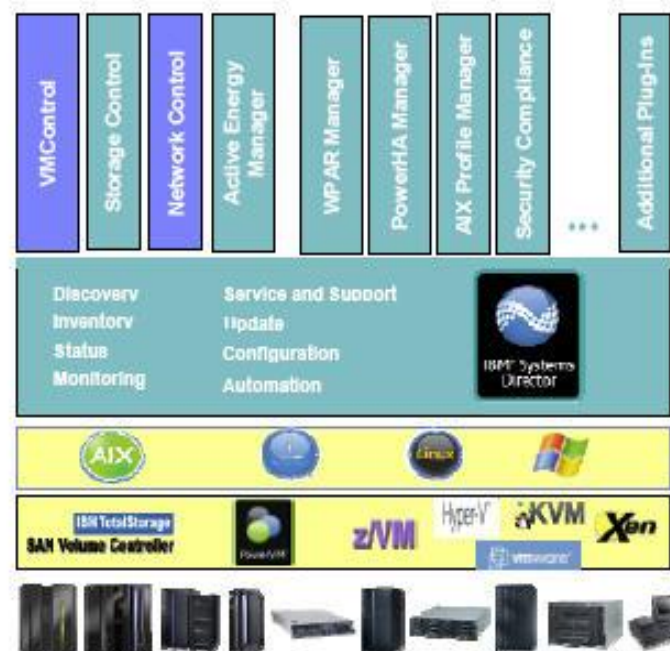 VMControl
Storage Control
Network Control
Active Energy
Manager
WPAR Manager
PowerHA Manager
AIX Profile Manager
Security Compliance
...
Additional Plug-Ins
Discovery
Inventory
Status
Monitoring
Service and Support
Update
Configuration
Automation
IBM® Systems
Director
AIX
i
Linux
IBM TotalStorage
SAN Volume Controller
PowerVM
z/VM
Hyper-V
KVM
Xen
vmware